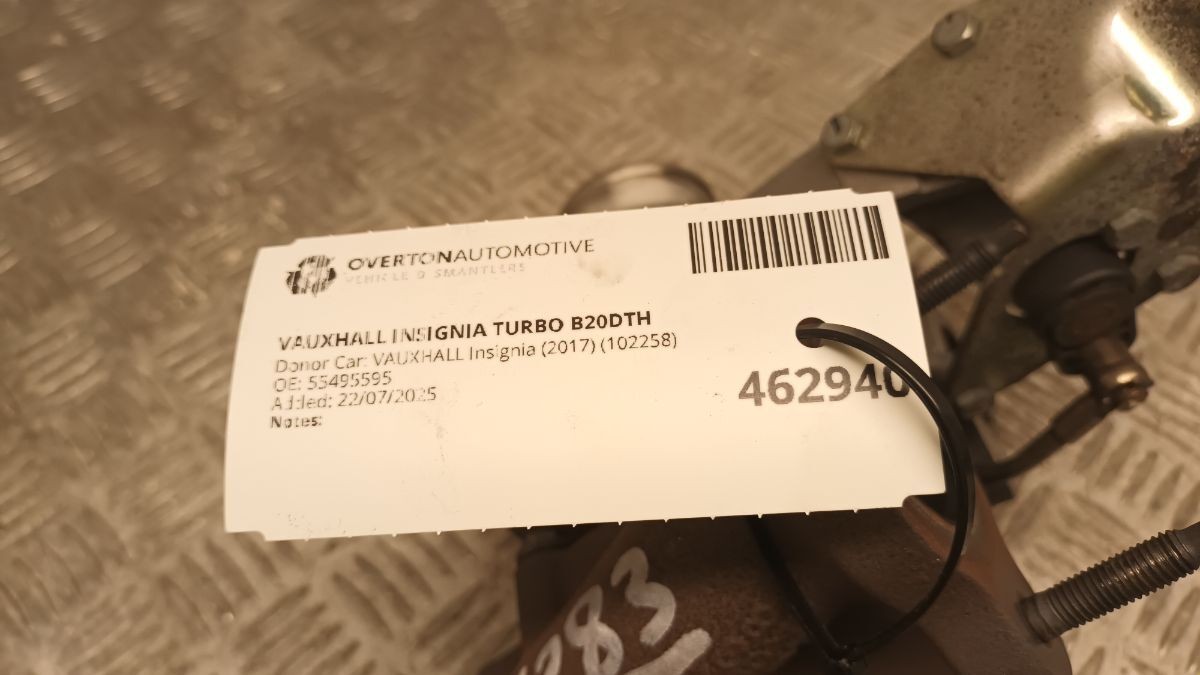 OVERTONAUTOMOTIVE
VEHICLE DISMANTLERS
VAUXHALL INSIGNIA TURBO B20DTH
Donor Car: VAUXHALL Insignia (2017) (102258)
OE: 55495595
Added: 22/07/2025
Notes:
462940
283